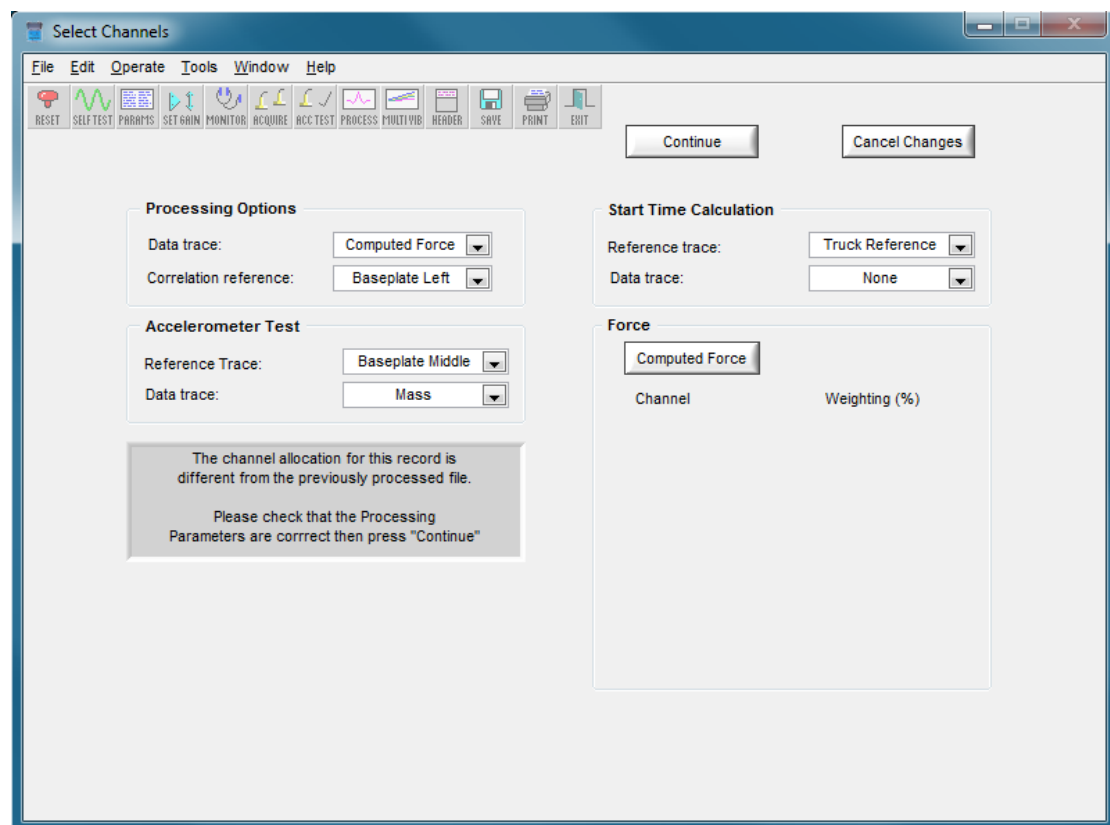 Select Channels
File Edit Operate Tools Window Help
RESET SELFTEST PARAMS SET GAIN MONITOR ACQUIRE ACC TEST PROCESS MULTI VIB HEADER SAVE PRINT EXIT
Continue Cancel Changes
Processing Options
Data trace: Computed Force
Correlation reference: Baseplate Left
Accelerometer Test
Reference Trace: Baseplate Middle
Data trace: Mass
The channel allocation for this record is
different from the previously processed file.
Please check that the Processing
Parameters are corrrect then press "Continue"
Start Time Calculation
Reference trace: Truck Reference
Data trace: None
Force
Computed Force
Channel Weighting (%)